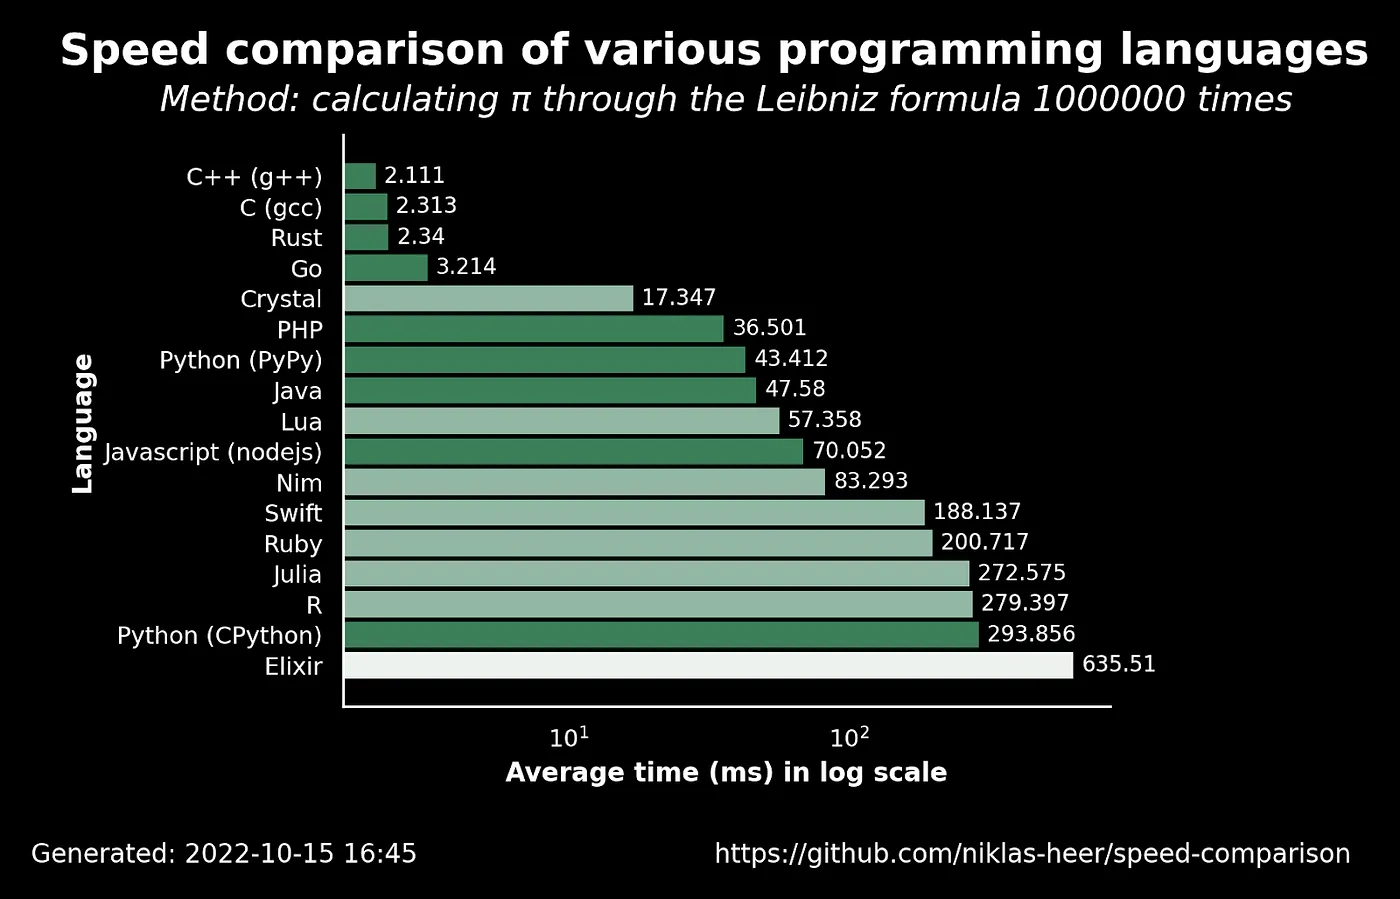 Speed comparison of various programming languages
Method: calculating π through the Leibniz formula 1000000 times
Language
C++ (g++) 2.111
C (gcc) 2.313
Rust 2.34
Go 3.214
Crystal 17.347
PHP 36.501
Python (PyPy) 43.412
Java 47.58
Lua 57.358
Javascript (nodejs) 70.052
Nim 83.293
Swift 188.137
Ruby 200.717
Julia 272.575
R 279.397
Python (CPython) 293.856
Elixir 635.51
10¹ 10²
Average time (ms) in log scale
Generated: 2022-10-15 16:45 https://github.com/niklas-heer/speed-comparison